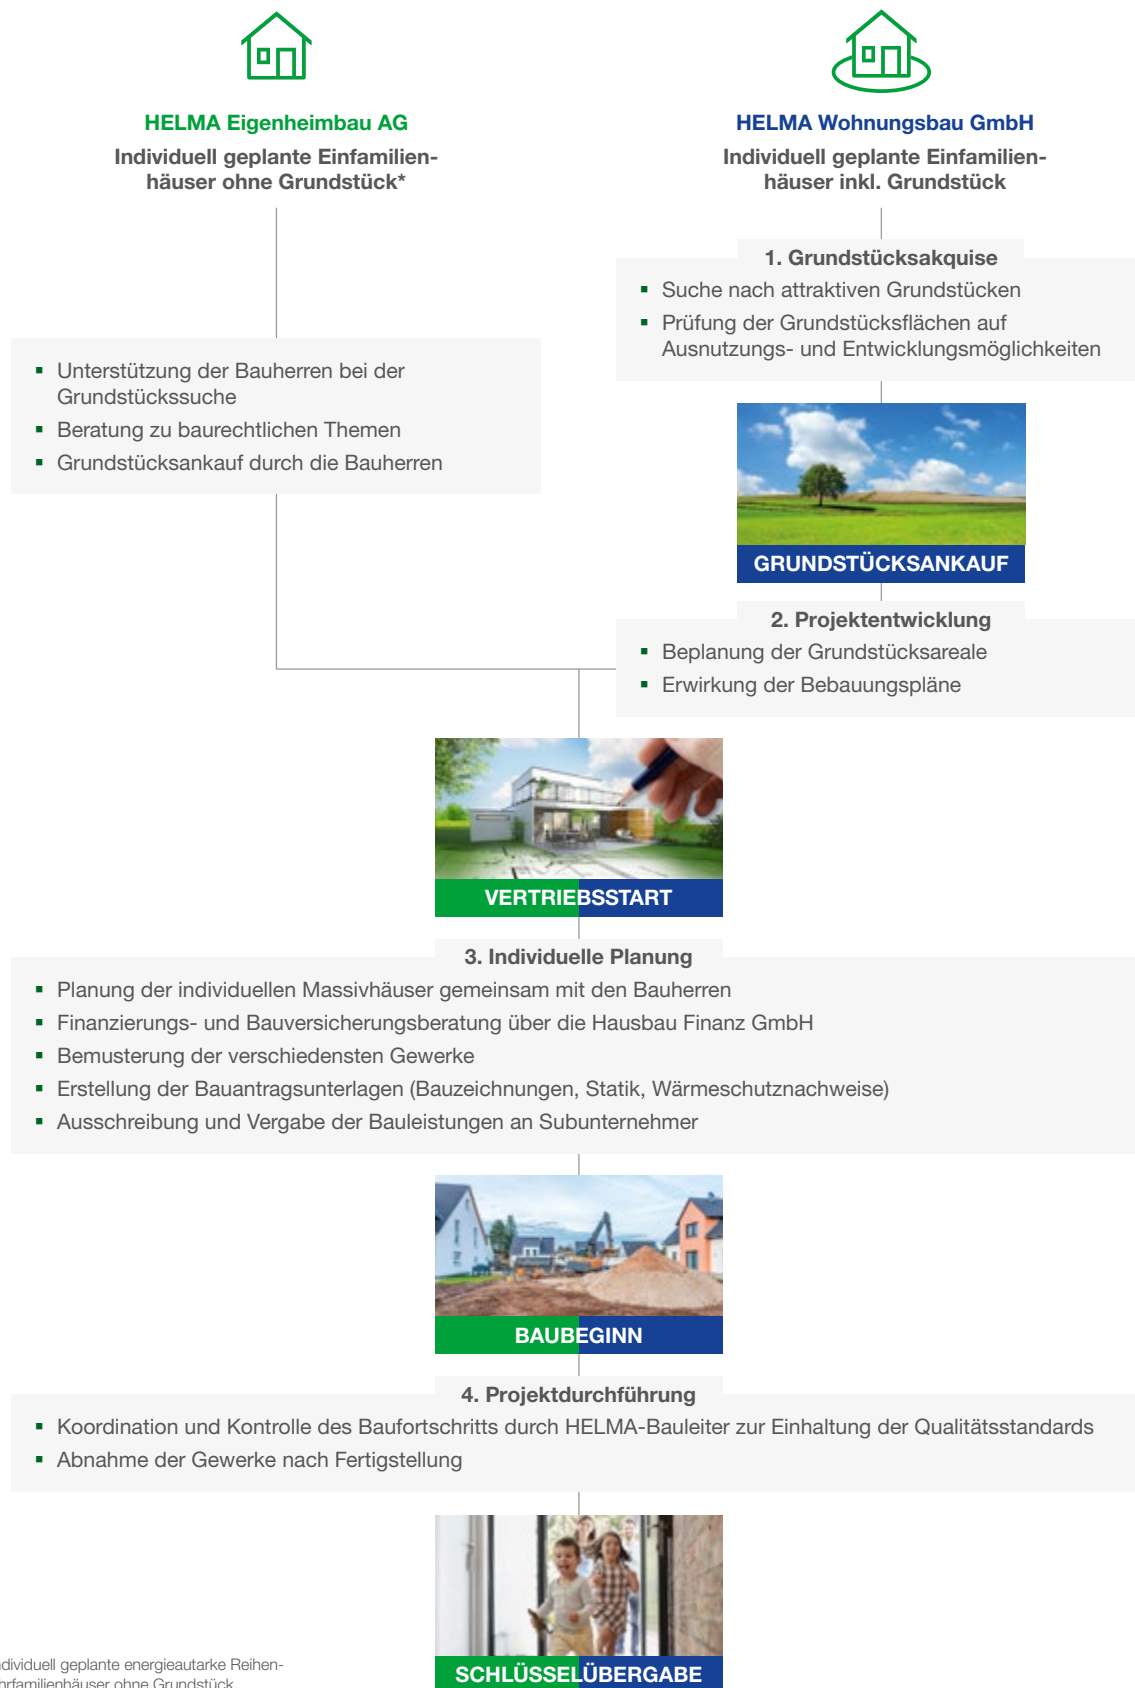 HELMA Eigenheimbau AG
Individuell geplante Einfamilien-
häuser ohne Grundstück*
HELMA Wohnungsbau GmbH
Individuell geplante Einfamilien-
häuser inkl. Grundstück
1. Grundstücksakquise
▪ Suche nach attraktiven Grundstücken
▪ Prüfung der Grundstücksflächen auf
Ausnutzungs- und Entwicklungsmöglichkeiten
▪ Unterstützung der Bauherren bei der
Grundstückssuche
▪ Beratung zu baurechtlichen Themen
▪ Grundstücksankauf durch die Bauherren
GRUNDSTÜCKSANKAUF
2. Projektentwicklung
▪ Beplanung der Grundstücksareale
▪ Erwirkung der Bebauungspläne
VERTRIEBSSTART
3. Individuelle Planung
▪ Planung der individuellen Massivhäuser gemeinsam mit den Bauherren
▪ Finanzierungs- und Bauversicherungsberatung über die Hausbau Finanz GmbH
▪ Bemusterung der verschiedensten Gewerke
▪ Erstellung der Bauantragsunterlagen (Bauzeichnungen, Statik, Wärmeschutznachweise)
▪ Ausschreibung und Vergabe der Bauleistungen an Subunternehmer
BAUBEGINN
4. Projektdurchführung
▪ Koordination und Kontrolle des Baufortschritts durch HELMA-Bauleiter zur Einhaltung der Qualitätsstandards
▪ Abnahme der Gewerke nach Fertigstellung
SCHLÜSSELÜBERGABE
geplante energieautarke Reihen-
ohne Grundstück